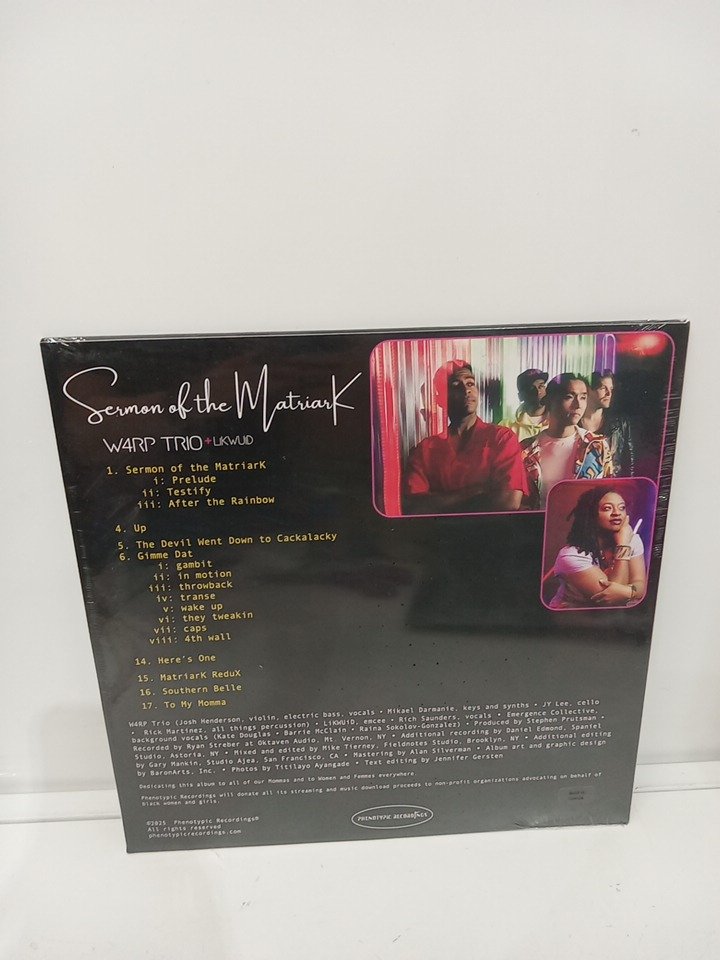 Sermon of the MatriarK
W4RP TRIO + LiKWUiD
1. Sermon of the MatriarK
i: Prelude
ii: Testify
iii: After the Rainbow
4. Up
5. The Devil Went Down to Cackalacky
6. Gimme Dat
i: gambit
ii: in motion
iii: throwback
iv: transe
v: wake up
vi: they tweakin
vii: caps
viii: 4th wall
14. Here's One
15. MatriarK ReduX
16. Southern Belle
17. To My Momma
W4RP Trio (Josh Henderson, violin, electric bass, vocals • Mikael Darmanie, keys and synths • JY Lee, cello
• Rick Martinez, all things percussion) • LiKWUiD, emcee • Rich Saunders, vocals • Emergence Collective,
background vocals (Kate Douglas • Barrie McClain • Raina Sokolov-Gonzalez) • Produced by Stephen Prutsman •
Recorded by Ryan Streber at Oktaven Audio, Mt. Vernon, NY • Additional recording by Daniel Edmond, Spaniel
Studio, Astoria, NY • Mixed and edited by Mike Tierney, Fieldnotes Studio, Brooklyn, NY • Additional editing
by Gary Mankin, Studio Ajea, San Francisco, CA • Mastering by Alan Silverman • Album art and graphic design
by BaronArts, Inc. • Photos by Titilayo Ayangade • Text editing by Jennifer Gersten
Dedicating this album to all of our Mommas and to Women and Femmes everywhere.
Phenotypic Recordings will donate all its streaming and music download proceeds to non-profit organizations advocating on behalf of
black women and girls.
©2025 Phenotypic Recordings®
All rights reserved
phenotypicrecordings.com
PHENOTYPIC RECORDINGS